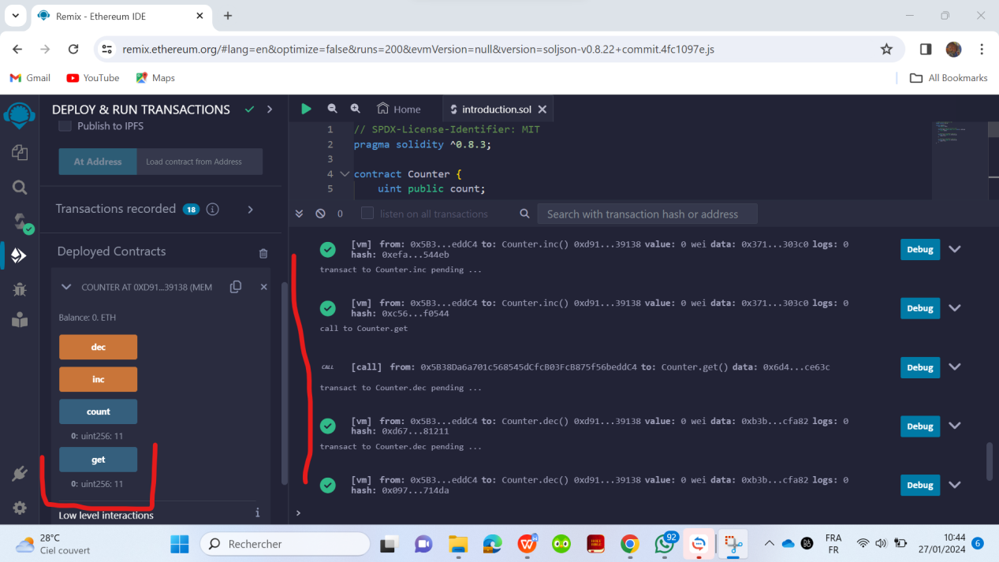 Remix - Ethereum IDE
remix.ethereum.org/#lang=en&optimize=false&runs=200&evmVersion=null&version=soljson-v0.8.22+commit.4fc1097e.js
Gmail YouTube Maps All Bookmarks
DEPLOY & RUN TRANSACTIONS
Publish to IPFS
At Address Load contract from Address
Transactions recorded 18
Deployed Contracts
COUNTER AT 0XD91...39138 (MEM
Balance: 0. ETH
dec
inc
count
0: uint256: 11
get
0: uint256: 11
Low level interactions
Home introduction.sol
1 // SPDX-License-Identifier: MIT
2 pragma solidity ^0.8.3;
3
4 contract Counter {
5 uint public count;
0 listen on all transactions Search with transaction hash or address
[vm] from: 0x5B3...eddC4 to: Counter.inc() 0xd91...39138 value: 0 wei data: 0x371...303c0 logs: 0 Debug
hash: 0xefa...544eb
transact to Counter.inc pending ...
[vm] from: 0x5B3...eddC4 to: Counter.inc() 0xd91...39138 value: 0 wei data: 0x371...303c0 logs: 0 Debug
hash: 0xc56...f0544
call to Counter.get
CALL [call] from: 0x5B38Da6a701c568545dCfcB03FcB875f56beddC4 to: Counter.get() data: 0x6d4...ce63c Debug
transact to Counter.dec pending ...
[vm] from: 0x5B3...eddC4 to: Counter.dec() 0xd91...39138 value: 0 wei data: 0xb3b...cfa82 logs: 0 Debug
hash: 0xd67...81211
transact to Counter.dec pending ...
[vm] from: 0x5B3...eddC4 to: Counter.dec() 0xd91...39138 value: 0 wei data: 0xb3b...cfa82 logs: 0 Debug
hash: 0x097...714da
>
28°C
Ciel couvert
Rechercher
92
FRA
FR
10:44
27/01/2024
6